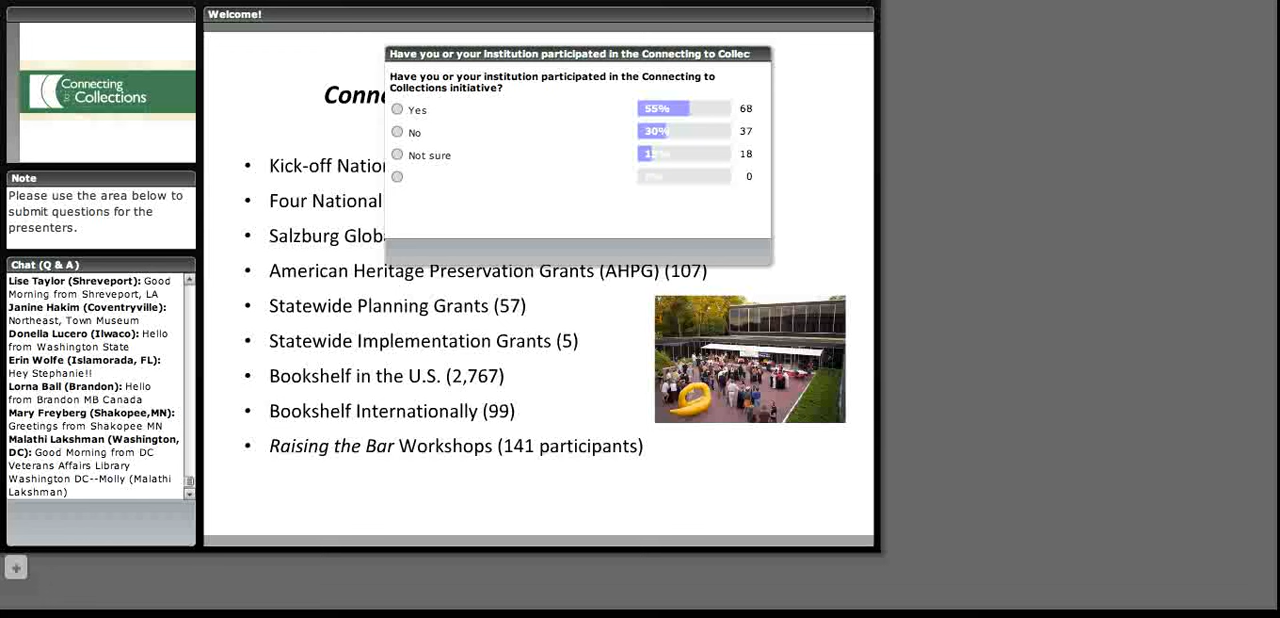 Welcome!
Connecting
to
Collections
Note
Please use the area below to
submit questions for the
presenters.
Chat (Q & A)
Lise Taylor (Shreveport): Good
Morning from Shreveport, LA
Janine Hakim (Coventryville):
Northeast, Town Museum
Donella Lucero (Ilwaco): Hello
from Washington State
Erin Wolfe (Islamorada, FL):
Hey Stephanie!!
Lorna Ball (Brandon): Hello
from Brandon MB Canada
Mary Freyberg (Shakopee,MN):
Greetings from Shakopee MN
Malathi Lakshman (Washington,
DC): Good Morning from DC
Veterans Affairs Library
Washington DC--Molly (Malathi
Lakshman)
Have you or your institution participated in the Connecting to Collec
Have you or your institution participated in the Connecting to
Collections initiative?
Yes 55% 68
No 30% 37
Not sure 15% 18
0% 0
Conne
• Kick-off Nation
• Four National
• Salzburg Globa
• American Heritage Preservation Grants (AHPG) (107)
• Statewide Planning Grants (57)
• Statewide Implementation Grants (5)
• Bookshelf in the U.S. (2,767)
• Bookshelf Internationally (99)
• Raising the Bar Workshops (141 participants)